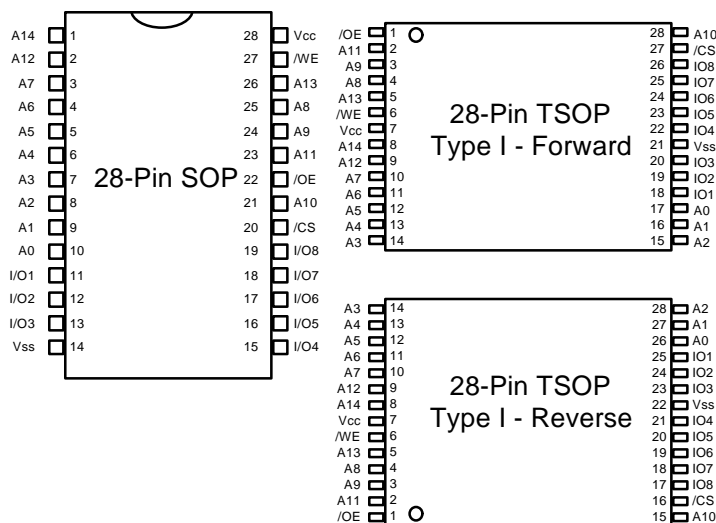 A14 1 28 Vcc
A12 2 27 /WE
A7 3 26 A13
A6 4 25 A8
A5 5 24 A9
A4 6 23 A11
A3 7 28-Pin SOP 22 /OE
A2 8 21 A10
A1 9 20 /CS
A0 10 19 I/O8
I/O1 11 18 I/O7
I/O2 12 17 I/O6
I/O3 13 16 I/O5
Vss 14 15 I/O4
/OE 1 28 A10
A11 2 27 /CS
A9 3 26 IO8
A8 4 25 IO7
A13 5 24 IO6
/WE 6 23 IO5
Vcc 7 22 IO4
A14 8 21 Vss
A12 9 20 IO3
A7 10 19 IO2
A6 11 18 IO1
A5 12 17 A0
A4 13 16 A1
A3 14 15 A2
28-Pin TSOP
Type I - Forward
A3 14 28 A2
A4 13 27 A1
A5 12 26 A0
A6 11 25 IO1
A7 10 24 IO2
A12 9 23 IO3
A14 8 22 Vss
Vcc 7 21 IO4
/WE 6 20 IO5
A13 5 19 IO6
A8 4 18 IO7
A9 3 17 IO8
A11 2 16 /CS
/OE 1 15 A10
28-Pin TSOP
Type I - Reverse